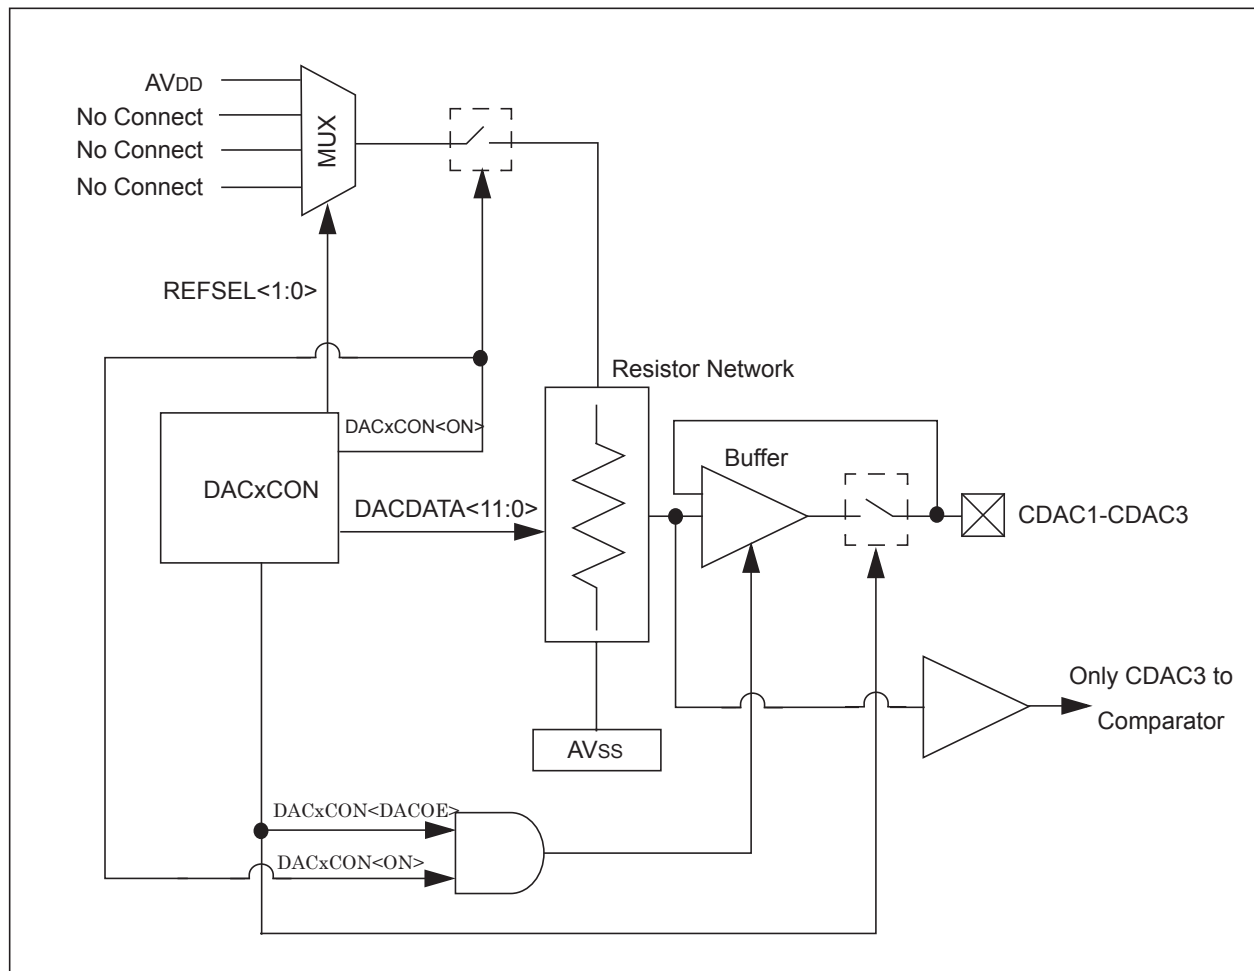 AVDD
No Connect
No Connect
No Connect
MUX
REFSEL<1:0>
Resistor Network
DACxCON<ON>
Buffer
DACxCON
DACDATA<11:0>
CDAC1-CDAC3
Only CDAC3 to
Comparator
AVSS
DACxCON<DACOE>
DACxCON<ON>